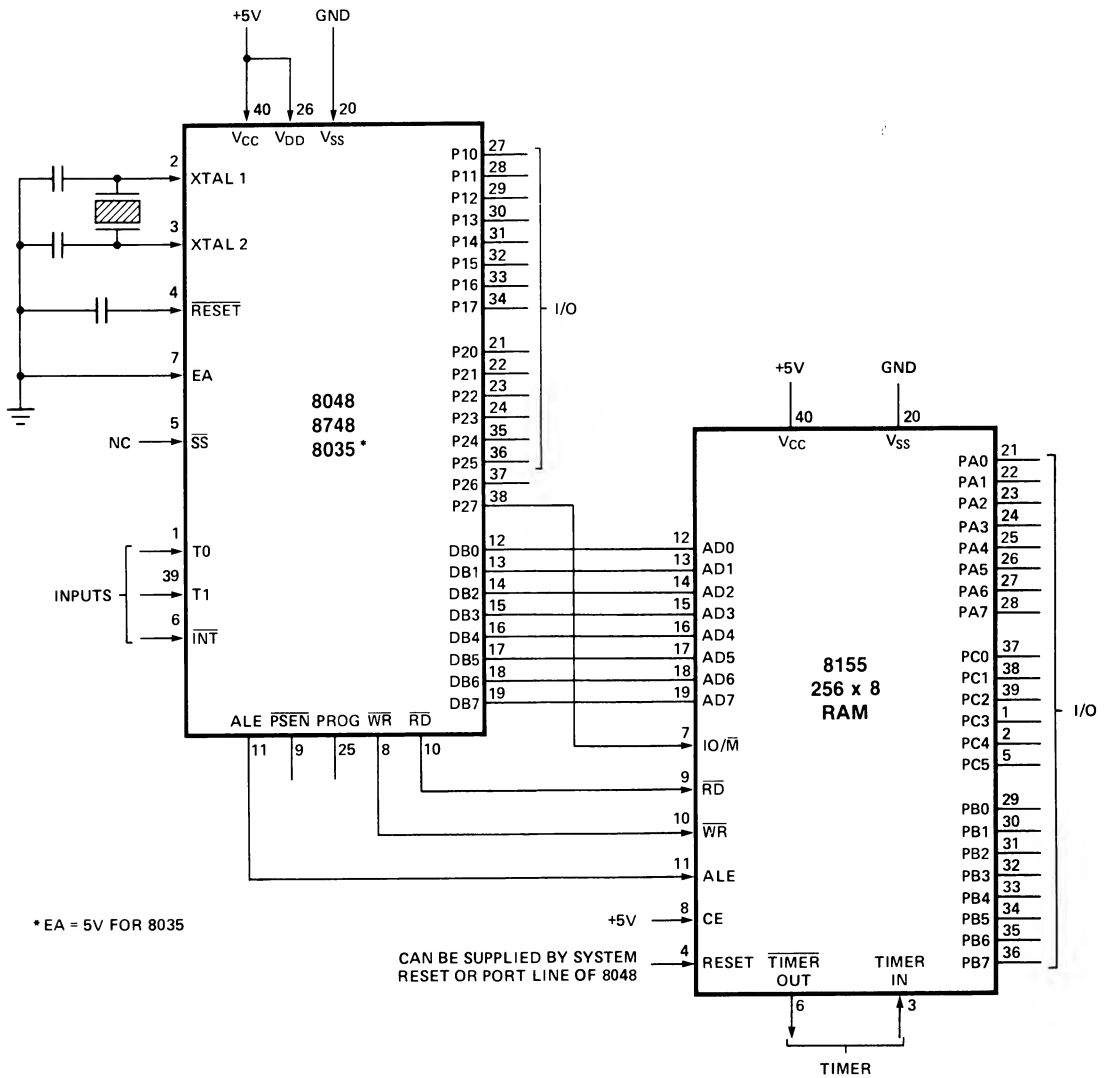 +5V GND
40 26 20
VCC VDD VSS
2 XTAL 1
3 XTAL 2
4 RESET
7 EA
NC 5 SS
INPUTS
1 T0
39 T1
6 INT
8048
8748
8035 *
P10 27
P11 28
P12 29
P13 30
P14 31
P15 32
P16 33
P17 34
I/O
P20 21
P21 22
P22 23
P23 24
P24 35
P25 36
P26 37
P27 38
DB0 12
DB1 13
DB2 14
DB3 15
DB4 16
DB5 17
DB6 18
DB7 19
ALE PSEN PROG WR RD
11 9 25 8 10
+5V GND
40 20
VCC VSS
12 AD0
13 AD1
14 AD2
15 AD3
16 AD4
17 AD5
18 AD6
19 AD7
7 IO/M
9 RD
10 WR
11 ALE
+5V 8 CE
CAN BE SUPPLIED BY SYSTEM
RESET OR PORT LINE OF 8048
4 RESET
8155
256 x 8
RAM
PA0 21
PA1 22
PA2 23
PA3 24
PA4 25
PA5 26
PA6 27
PA7 28
PC0 37
PC1 38
PC2 39
PC3 1
PC4 2
PC5 5
I/O
PB0 29
PB1 30
PB2 31
PB3 32
PB4 33
PB5 34
PB6 35
PB7 36
TIMER TIMER
OUT IN
6 3
TIMER
* EA = 5V FOR 8035